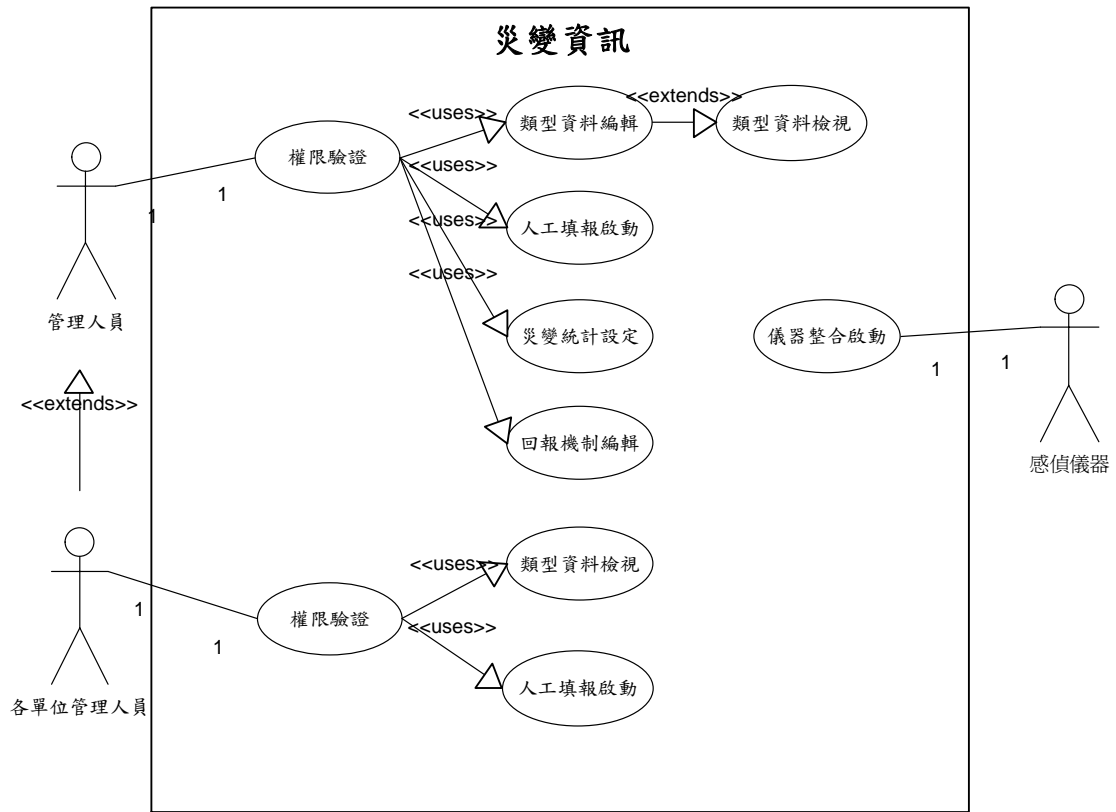 災變資訊
<<uses>>
<<extends>>
類型資料編輯
類型資料檢視
權限驗證
<<uses>>
1
1
人工填報啟動
<<uses>>
<<uses>>
管理人員
災變統計設定
儀器整合啟動
1
1
<<extends>>
回報機制編輯
感偵儀器
類型資料檢視
<<uses>>
1
權限驗證
<<uses>>
1
人工填報啟動
各單位管理人員